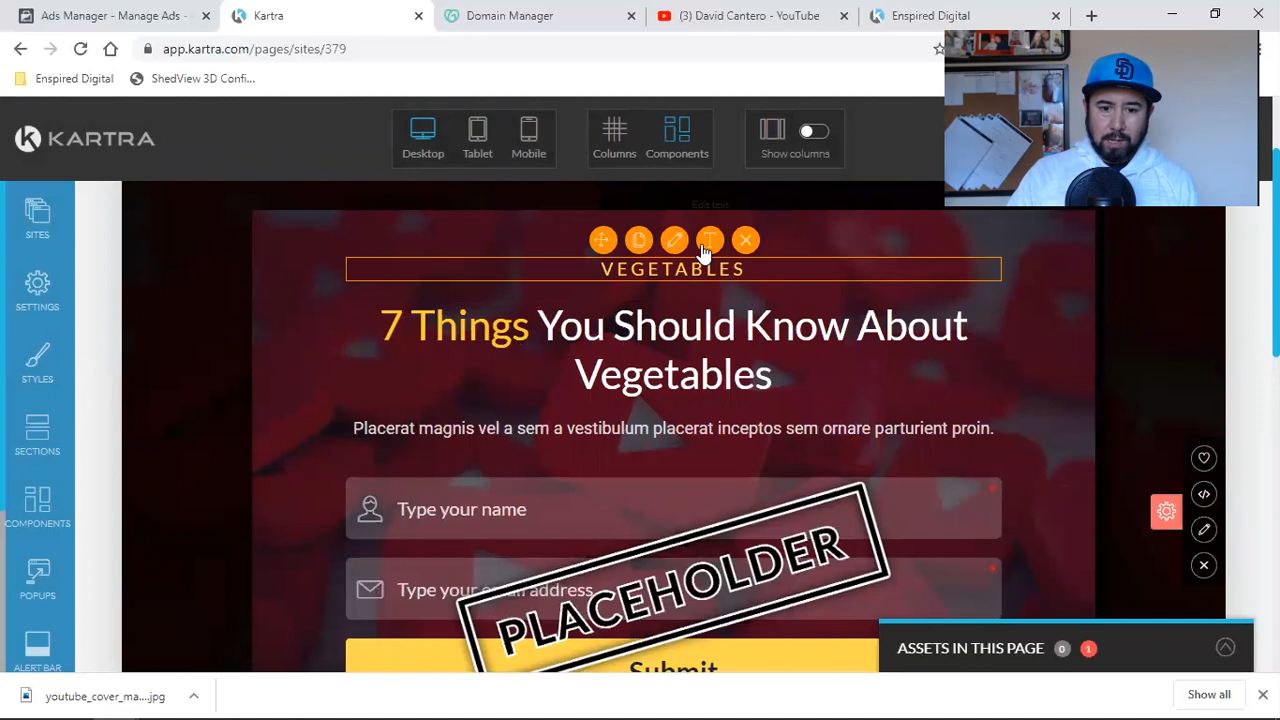 Ads Manager - Manage Ads -
Kartra
Domain Manager
(3) David Cantero - YouTube
Enspired Digital
app.kartra.com/pages/sites/379
Enspired Digital
ShedView 3D Confi...
KARTRA
Desktop
Tablet
Mobile
Columns
Components
Show columns
SD
SITES
SETTINGS
STYLES
SECTIONS
COMPONENTS
POPUPS
ALERT BAR
Edit text
VEGETABLES
7 Things You Should Know About
Vegetables
Placerat magnis vel a sem a vestibulum placerat inceptos sem ornare parturient proin.
Type your name
Type your email address
PLACEHOLDER
Submit
ASSETS IN THIS PAGE 0 1
youtube_cover_ma....jpg
Show all